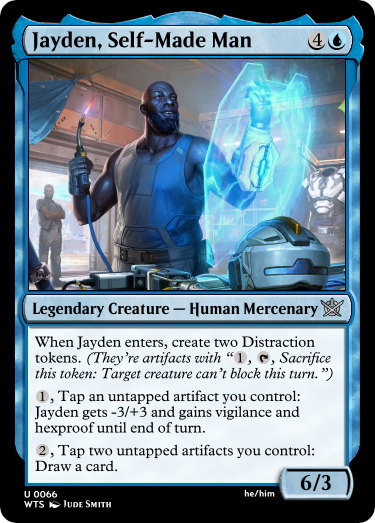 Jayden, Self-Made Man 4
Legendary Creature — Human Mercenary
When Jayden enters, create two Distraction
tokens. (They're artifacts with “1, , Sacrifice
this token: Target creature can't block this turn.”)
1, Tap an untapped artifact you control:
Jayden gets -3/+3 and gains vigilance and
hexproof until end of turn.
2, Tap two untapped artifacts you control:
Draw a card.
6/3
U 0066 he/him
WTS Jude Smith